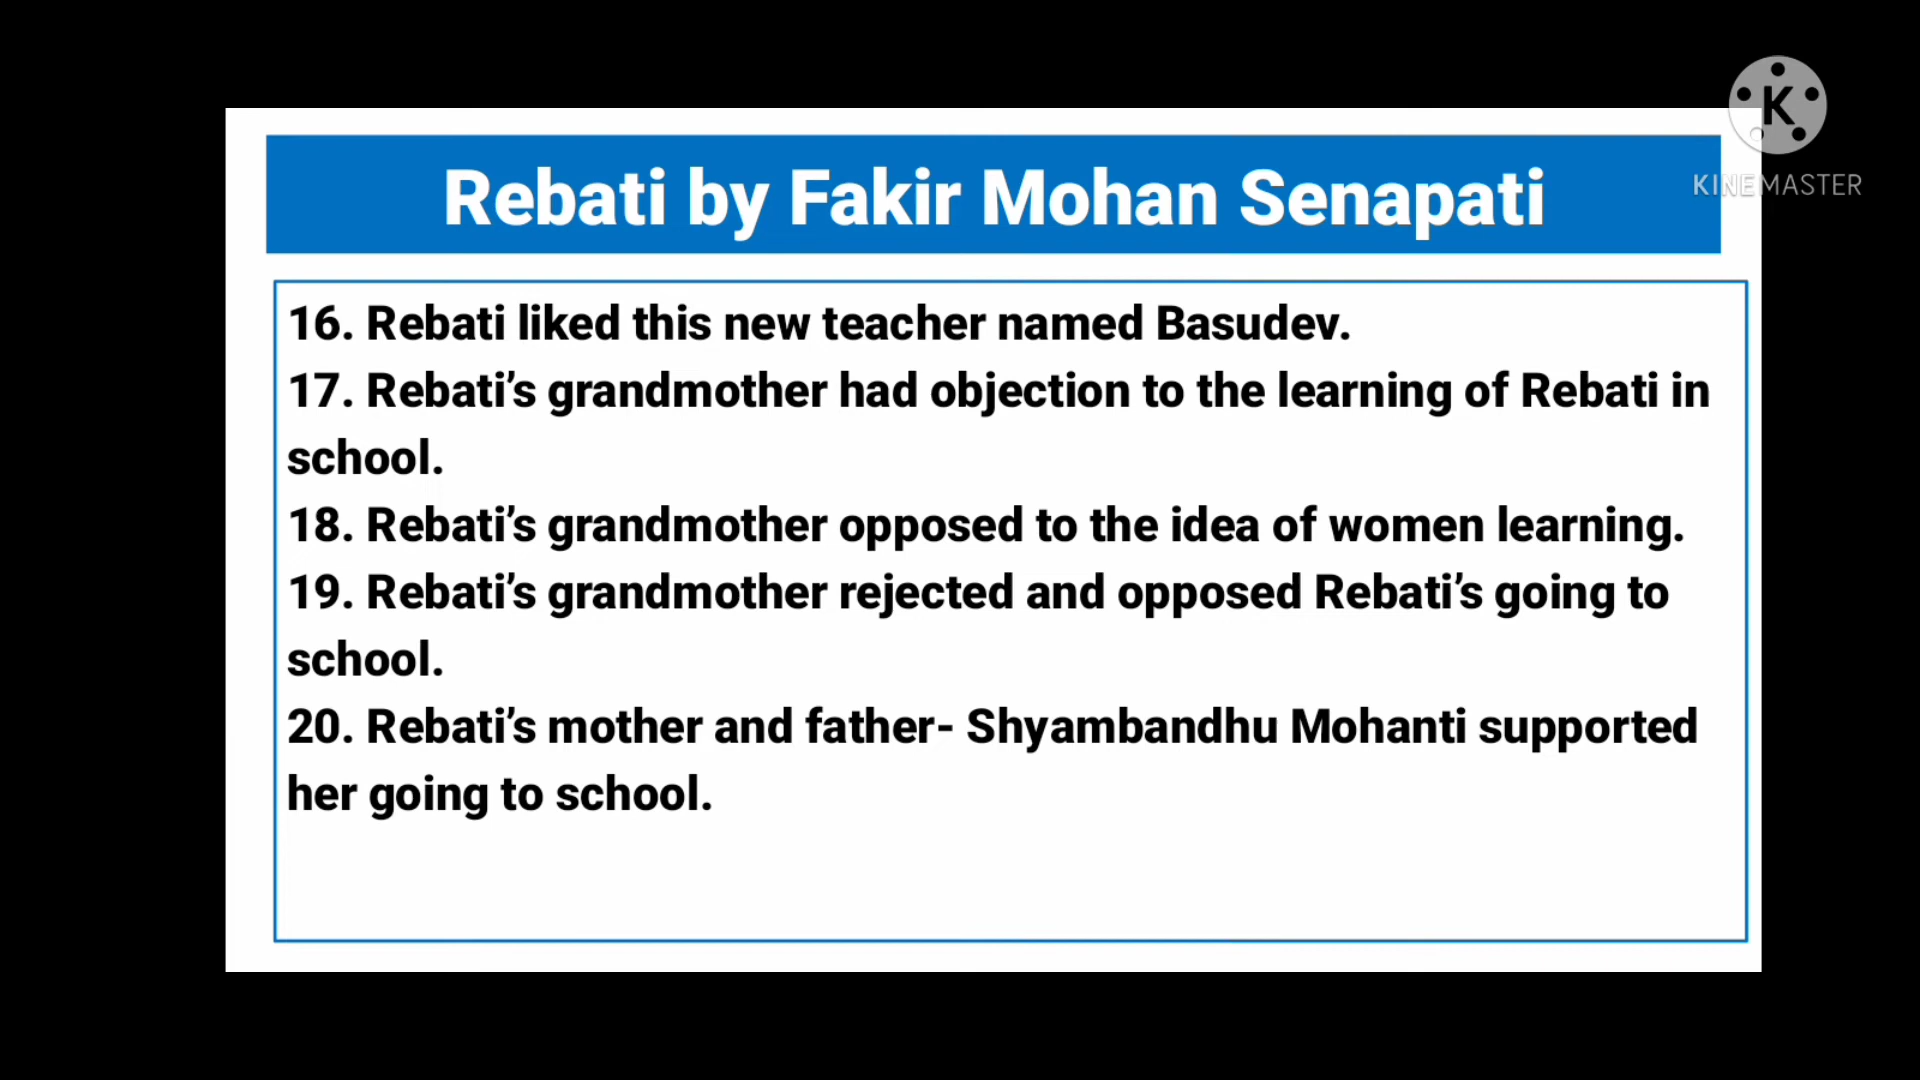 Rebati by Fakir Mohan Senapati
K
KINEMASTER
16. Rebati liked this new teacher named Basudev.
17. Rebati’s grandmother had objection to the learning of Rebati in
school.
18. Rebati’s grandmother opposed to the idea of women learning.
19. Rebati’s grandmother rejected and opposed Rebati’s going to
school.
20. Rebati’s mother and father- Shyambandhu Mohanti supported
her going to school.